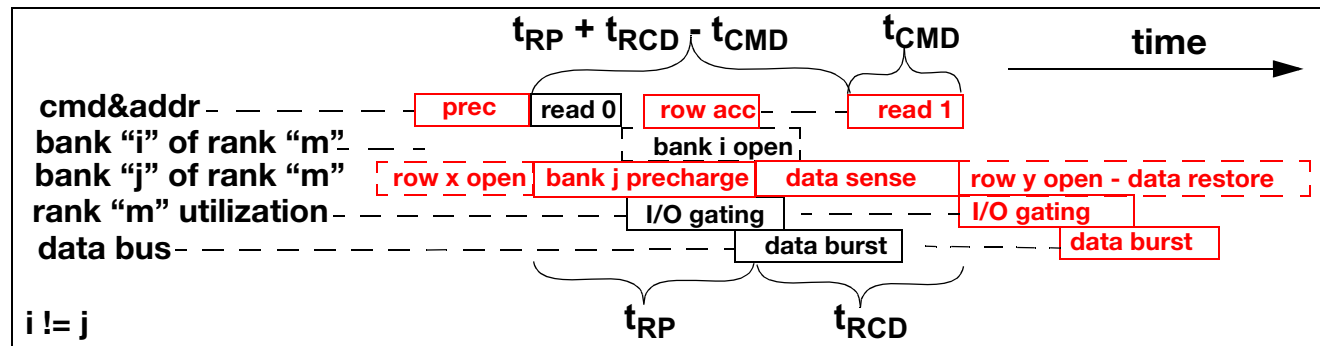 tRP + tRCD - tCMD tCMD time
cmd&addr prec read 0 row acc read 1
bank “i” of rank “m” bank i open
bank “j” of rank “m” row x open bank j precharge data sense row y open - data restore
rank “m” utilization I/O gating I/O gating
data bus data burst data burst
i != j tRP tRCD